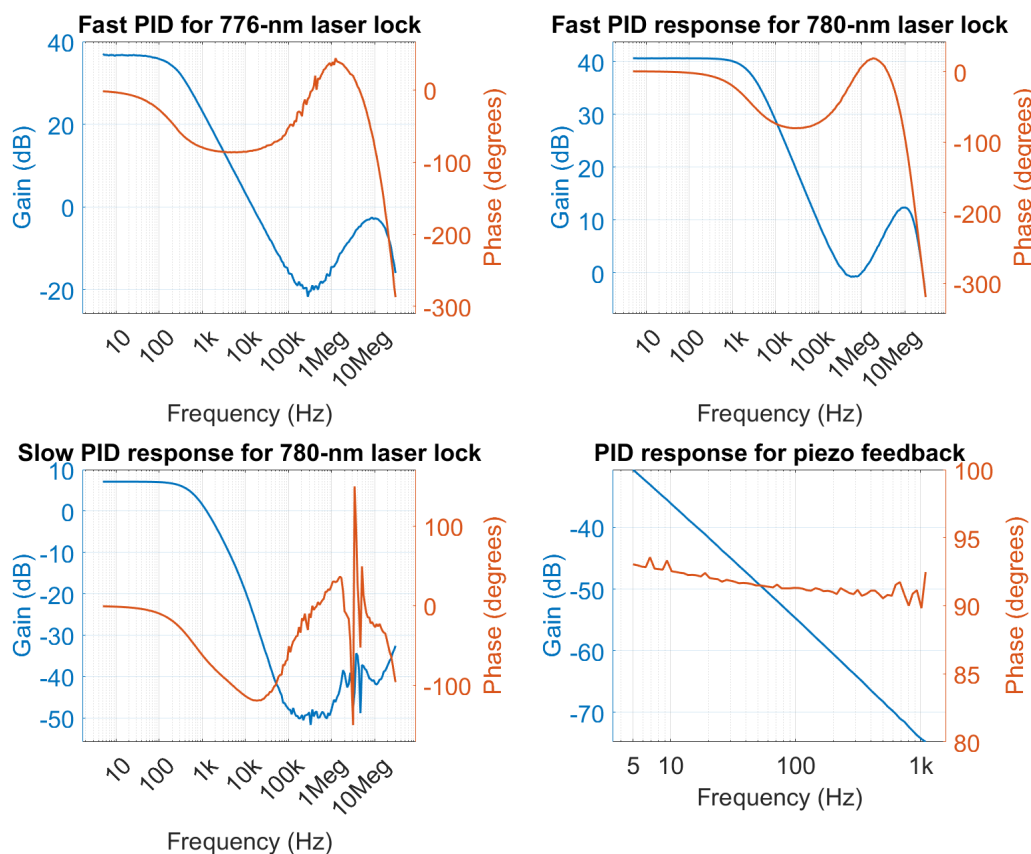 Fast PID for 776-nm laser lock
40
20
0
-20
Gain (dB)
0
-100
-200
-300
Phase (degrees)
10
100
1k
10k
100k
1Meg
10Meg
Frequency (Hz)
Fast PID response for 780-nm laser lock
40
30
20
10
0
Gain (dB)
0
-100
-200
-300
Phase (degrees)
10
100
1k
10k
100k
1Meg
10Meg
Frequency (Hz)
Slow PID response for 780-nm laser lock
10
0
-10
-20
-30
-40
-50
Gain (dB)
100
0
-100
Phase (degrees)
10
100
1k
10k
100k
1Meg
10Meg
Frequency (Hz)
PID response for piezo feedback
-40
-50
-60
-70
Gain (dB)
100
95
90
85
80
Phase (degrees)
5
10
100
1k
Frequency (Hz)